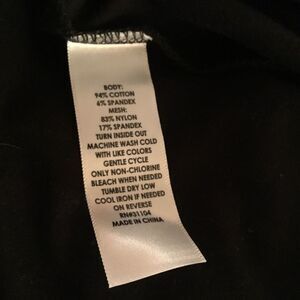 BODY:
94% COTTON
6% SPANDEX
MESH:
83% NYLON
17% SPANDEX
TURN INSIDE OUT
MACHINE WASH COLD
WITH LIKE COLORS
GENTLE CYCLE
ONLY NON-CHLORINE
BLEACH WHEN NEEDED
TUMBLE DRY LOW
COOL IRON IF NEEDED
ON REVERSE
RN#31104
MADE IN CHINA